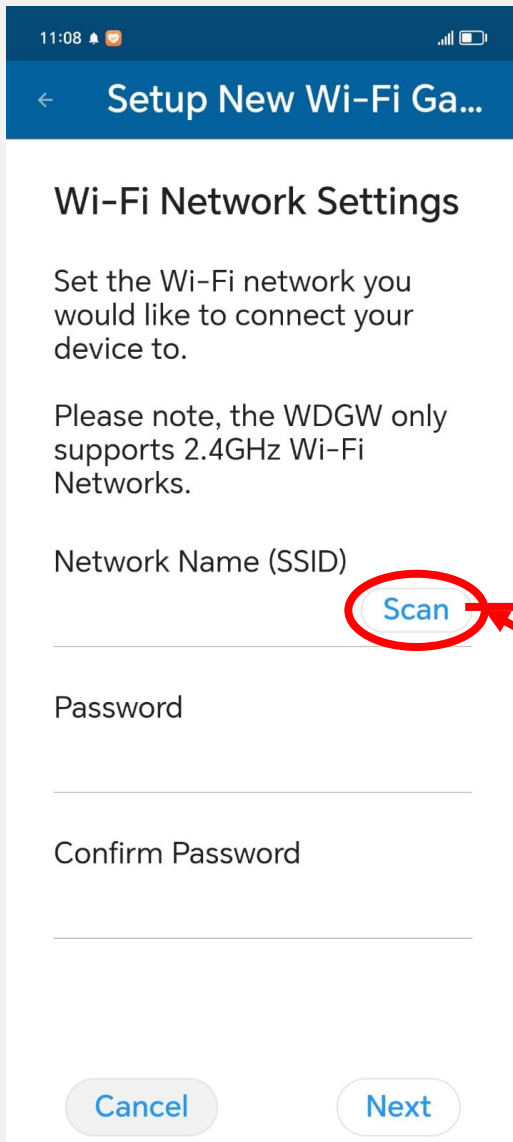 11:08
Setup New Wi-Fi Ga...
Wi-Fi Network Settings
Set the Wi-Fi network you
would like to connect your
device to.
Please note, the WDGW only
supports 2.4GHz Wi-Fi
Networks.
Network Name (SSID)
Scan
Password
Confirm Password
Cancel Next